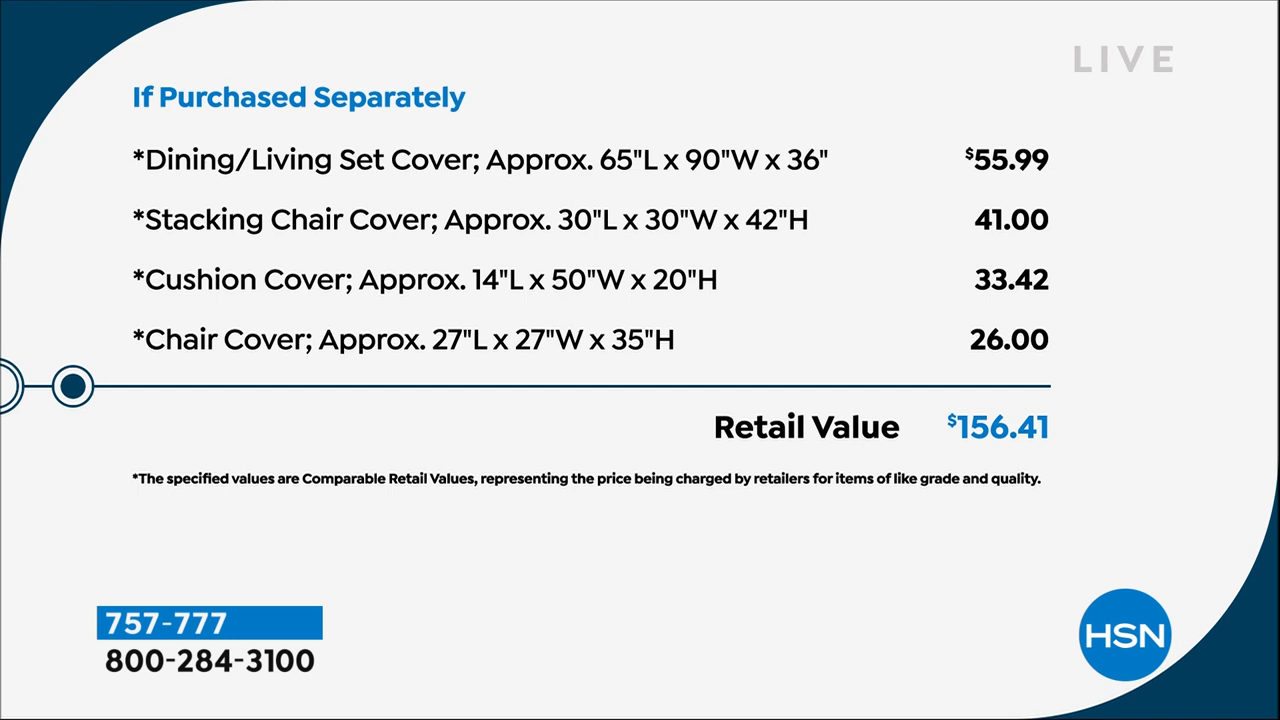 LIVE
If Purchased Separately
*Dining/Living Set Cover; Approx. 65"L x 90"W x 36" $55.99
*Stacking Chair Cover; Approx. 30"L x 30"W x 42"H 41.00
*Cushion Cover; Approx. 14"L x 50"W x 20"H 33.42
*Chair Cover; Approx. 27"L x 27"W x 35"H 26.00
Retail Value $156.41
*The specified values are Comparable Retail Values, representing the price being charged by retailers for items of like grade and quality.
757-777
800-284-3100
HSN